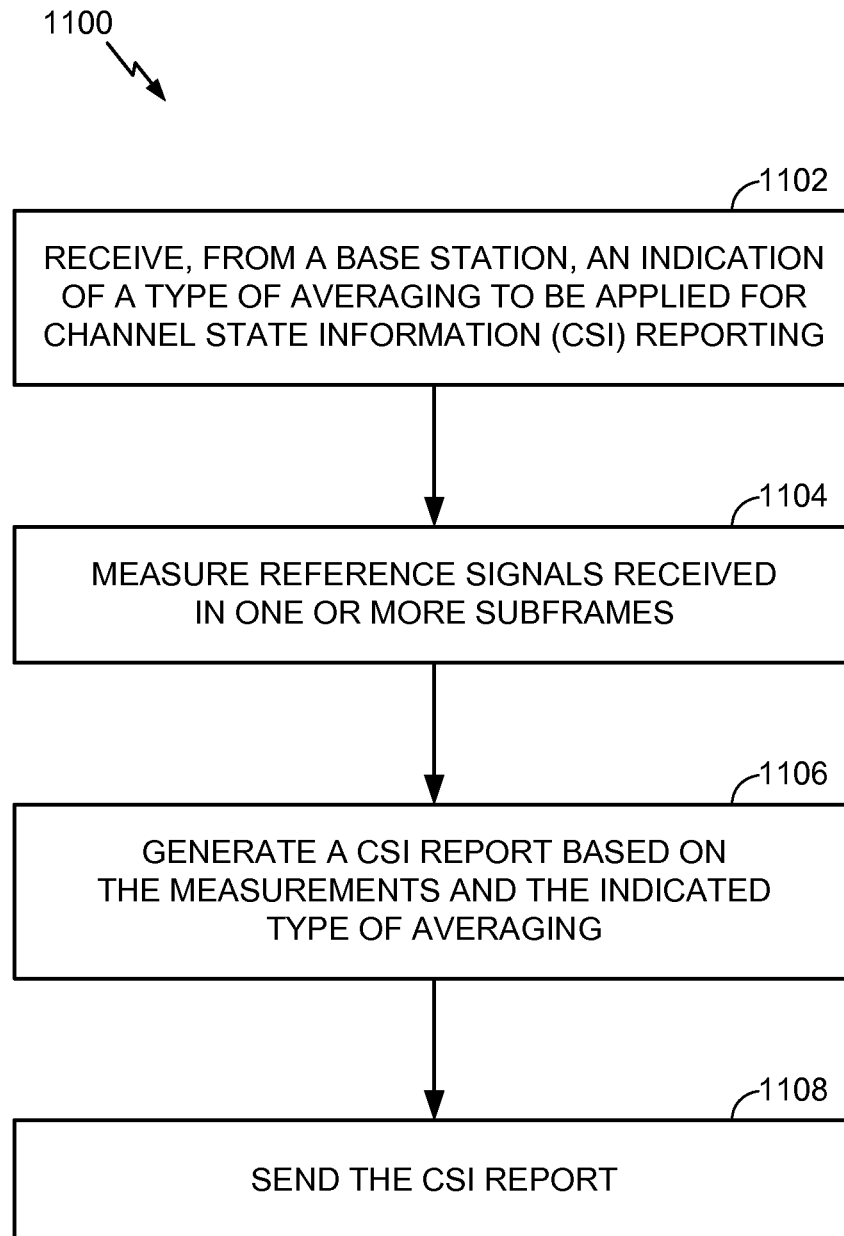 1100
1102
RECEIVE, FROM A BASE STATION, AN INDICATION
OF A TYPE OF AVERAGING TO BE APPLIED FOR
CHANNEL STATE INFORMATION (CSI) REPORTING
1104
MEASURE REFERENCE SIGNALS RECEIVED
IN ONE OR MORE SUBFRAMES
1106
GENERATE A CSI REPORT BASED ON
THE MEASUREMENTS AND THE INDICATED
TYPE OF AVERAGING
1108
SEND THE CSI REPORT